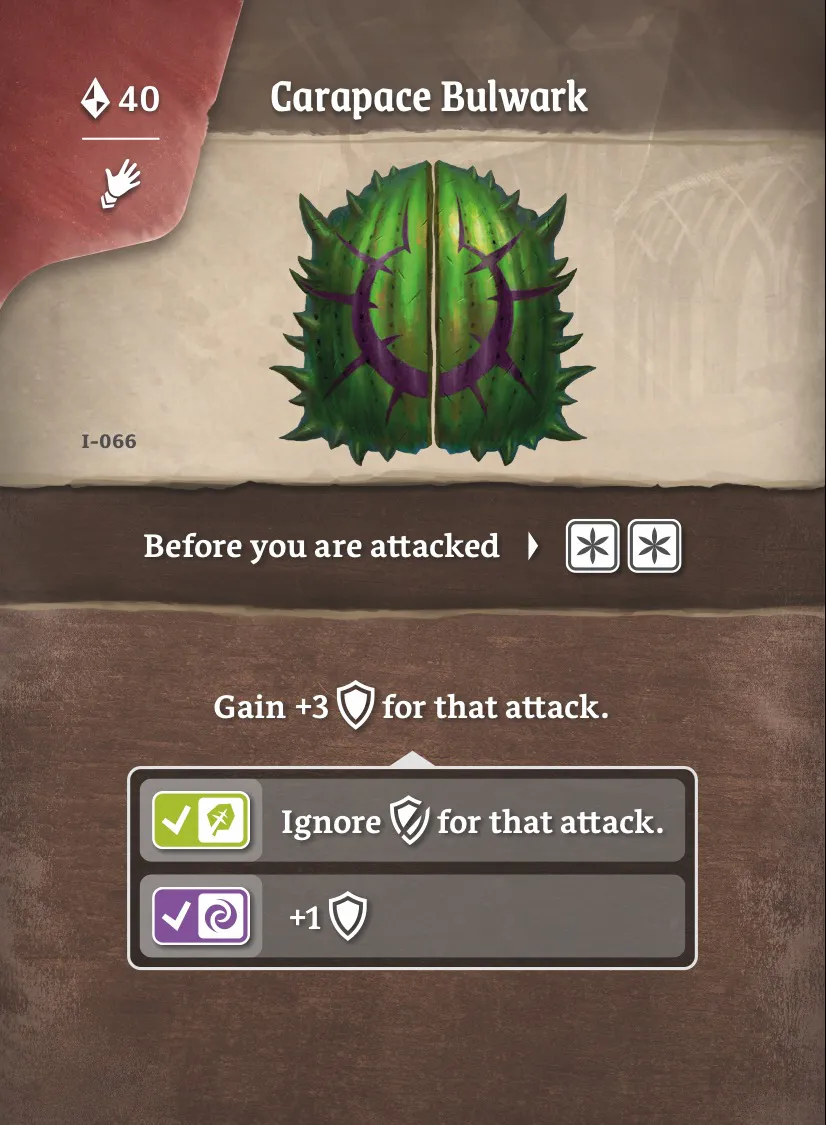 40
Carapace Bulwark
I-066
Before you are attacked
Gain +3 for that attack.
Ignore for that attack.
+1